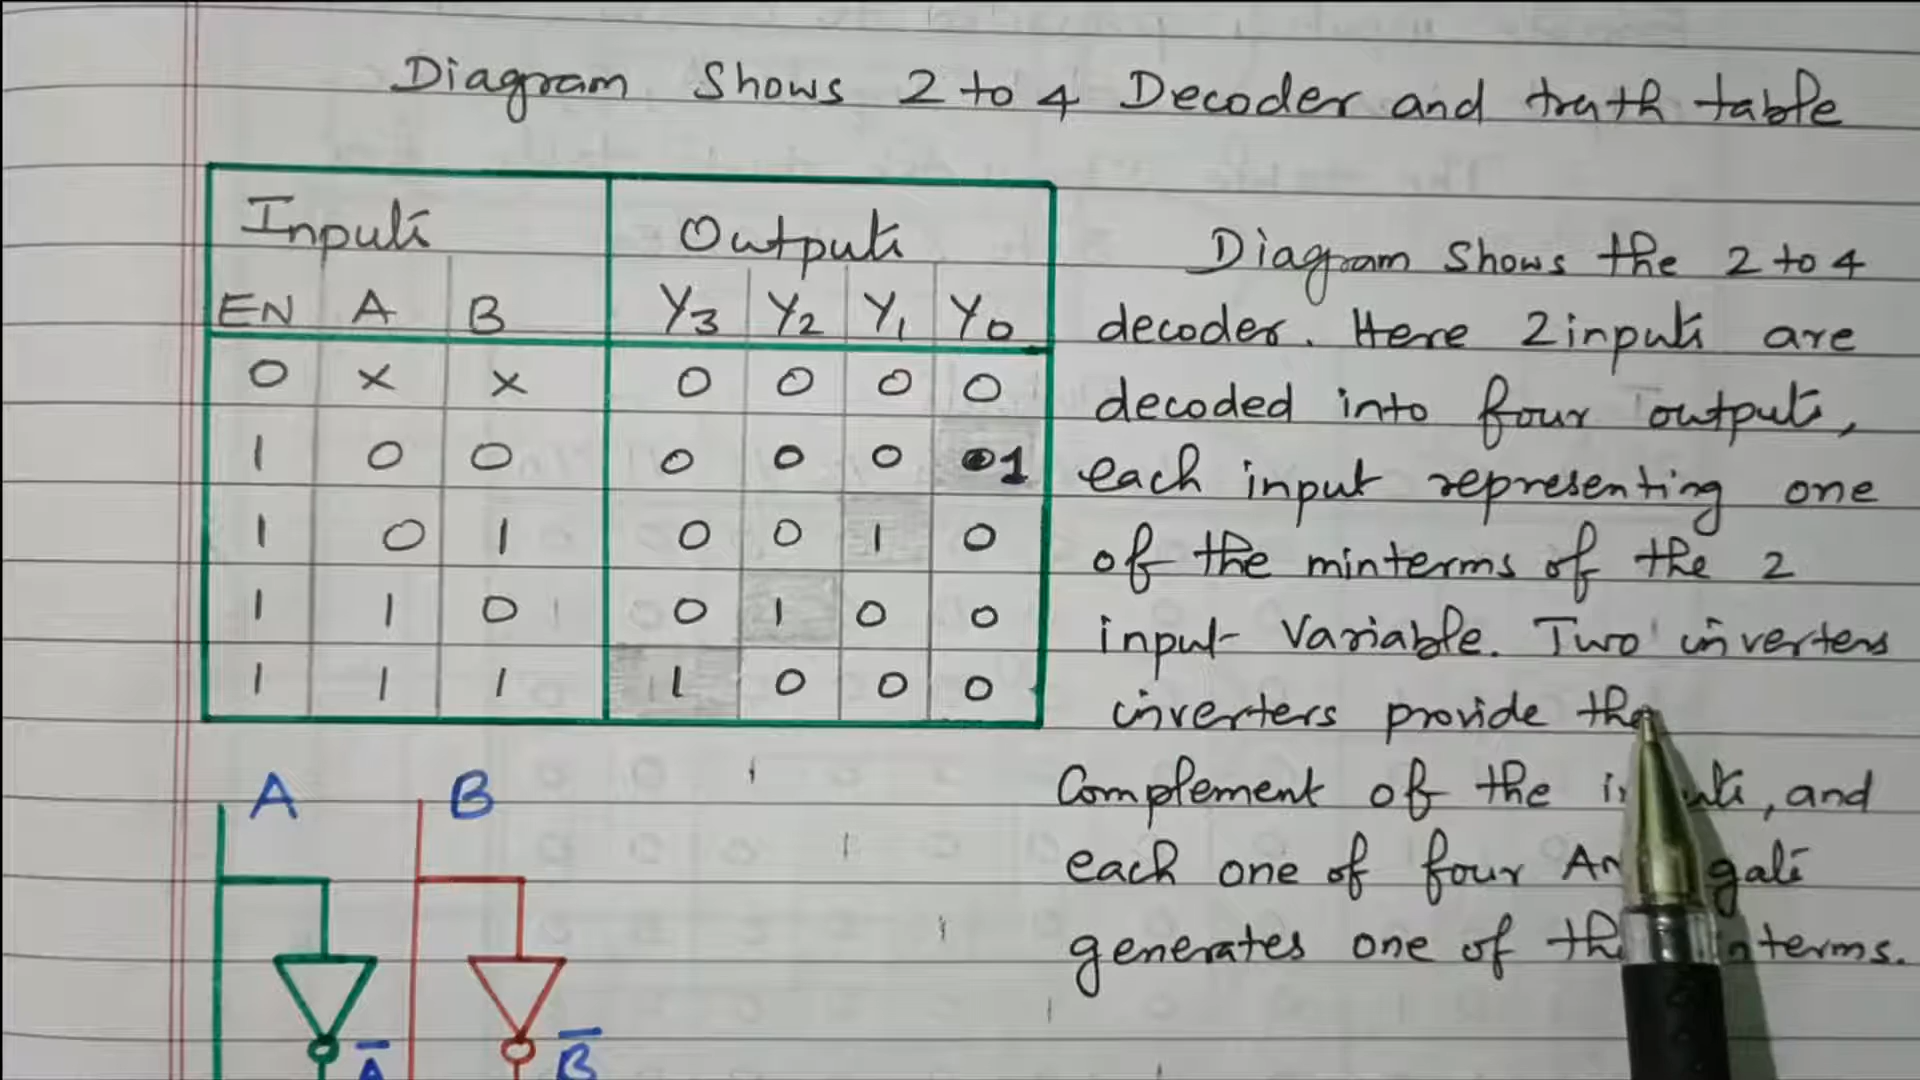 Diagram Shows 2 to 4 Decoder and truth table
Inputs Outputs
EN A B Y3 Y2 Y1 Y0
0 x x 0 0 0 0
1 0 0 0 0 0 1
1 0 1 0 0 1 0
1 1 0 0 1 0 0
1 1 1 1 0 0 0
Diagram Shows the 2 to 4
decoder. Here 2 inputs are
decoded into four outputs,
each input representing one
of the minterms of the 2
input Variable. Two inverters
inverters provide the
Complement of the and
each one of four gate
generates one of
A B
A̅ B̅